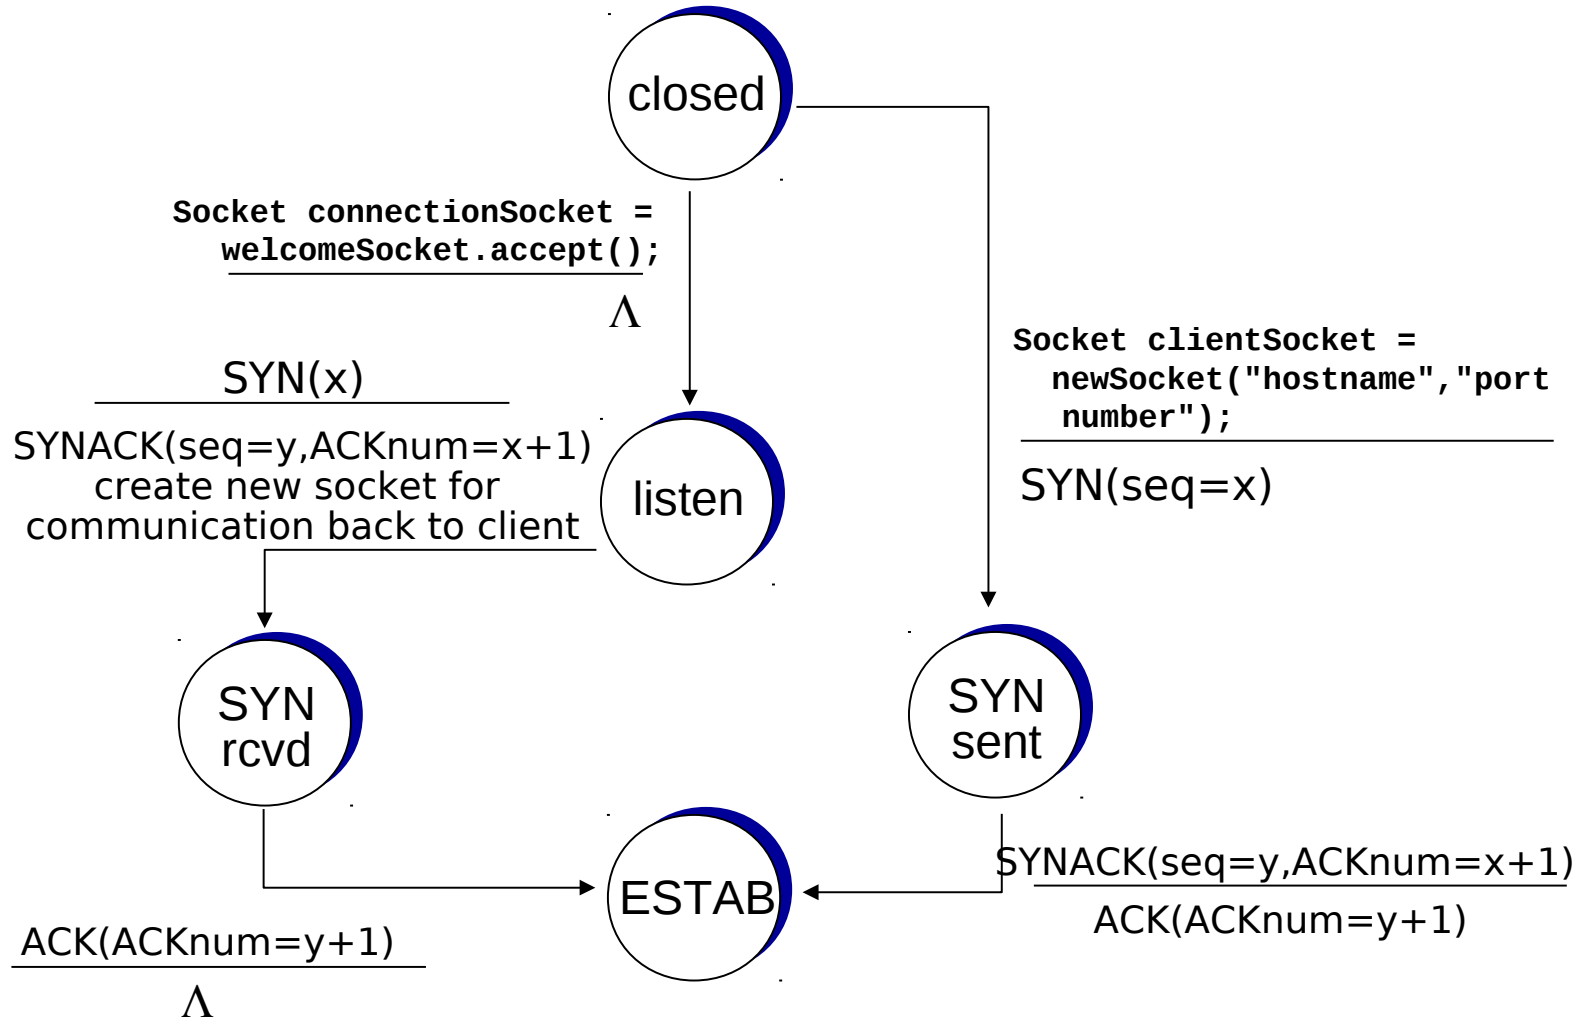 closed
Socket connectionSocket =
welcomeSocket.accept();
Λ
Socket clientSocket =
newSocket("hostname","port
number");
SYN(seq=x)
SYN(x)
SYNACK(seq=y,ACKnum=x+1)
create new socket for
communication back to client
listen
SYN
rcvd
SYN
sent
ESTAB
SYNACK(seq=y,ACKnum=x+1)
ACK(ACKnum=y+1)
ACK(ACKnum=y+1)
Λ